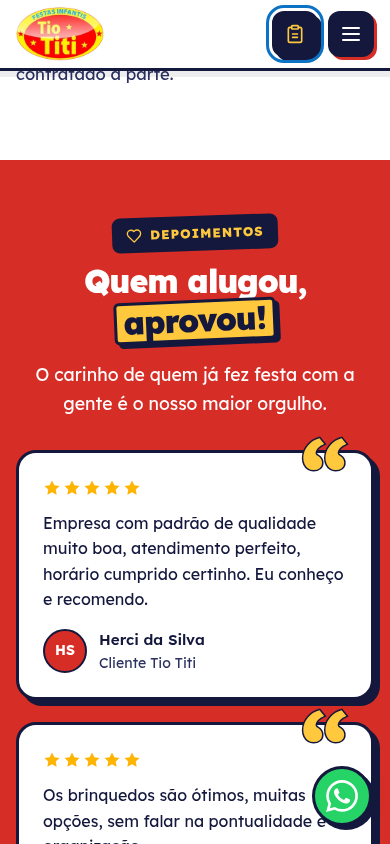 FESTAS INFANTIS
Tio
Titi
contratado à parte.
DEPOIMENTOS
Quem alugou,
aprovou!
O carinho de quem já fez festa com a
gente é o nosso maior orgulho.
Empresa com padrão de qualidade
muito boa, atendimento perfeito,
horário cumprido certinho. Eu conheço
e recomendo.
HS
Herci da Silva
Cliente Tio Titi
Os brinquedos são ótimos, muitas
opções, sem falar na pontualidade e